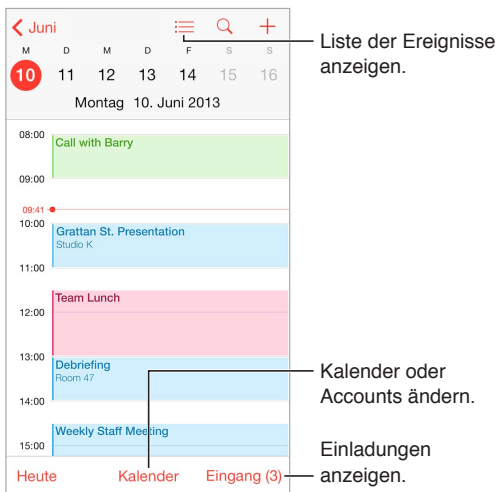 Juni
M D M D F S S
10 11 12 13 14 15 16
Montag 10. Juni 2013
Liste der Ereignisse
anzeigen.
08:00
Call with Barry
09:00
09:41
10:00
Grattan St. Presentation
Studio K
11:00
Team Lunch
12:00
13:00
Debriefing
Room 47
14:00
Weekly Staff Meeting
15:00
Kalender oder
Accounts ändern.
Heute Kalender Eingang (3)
Einladungen
anzeigen.